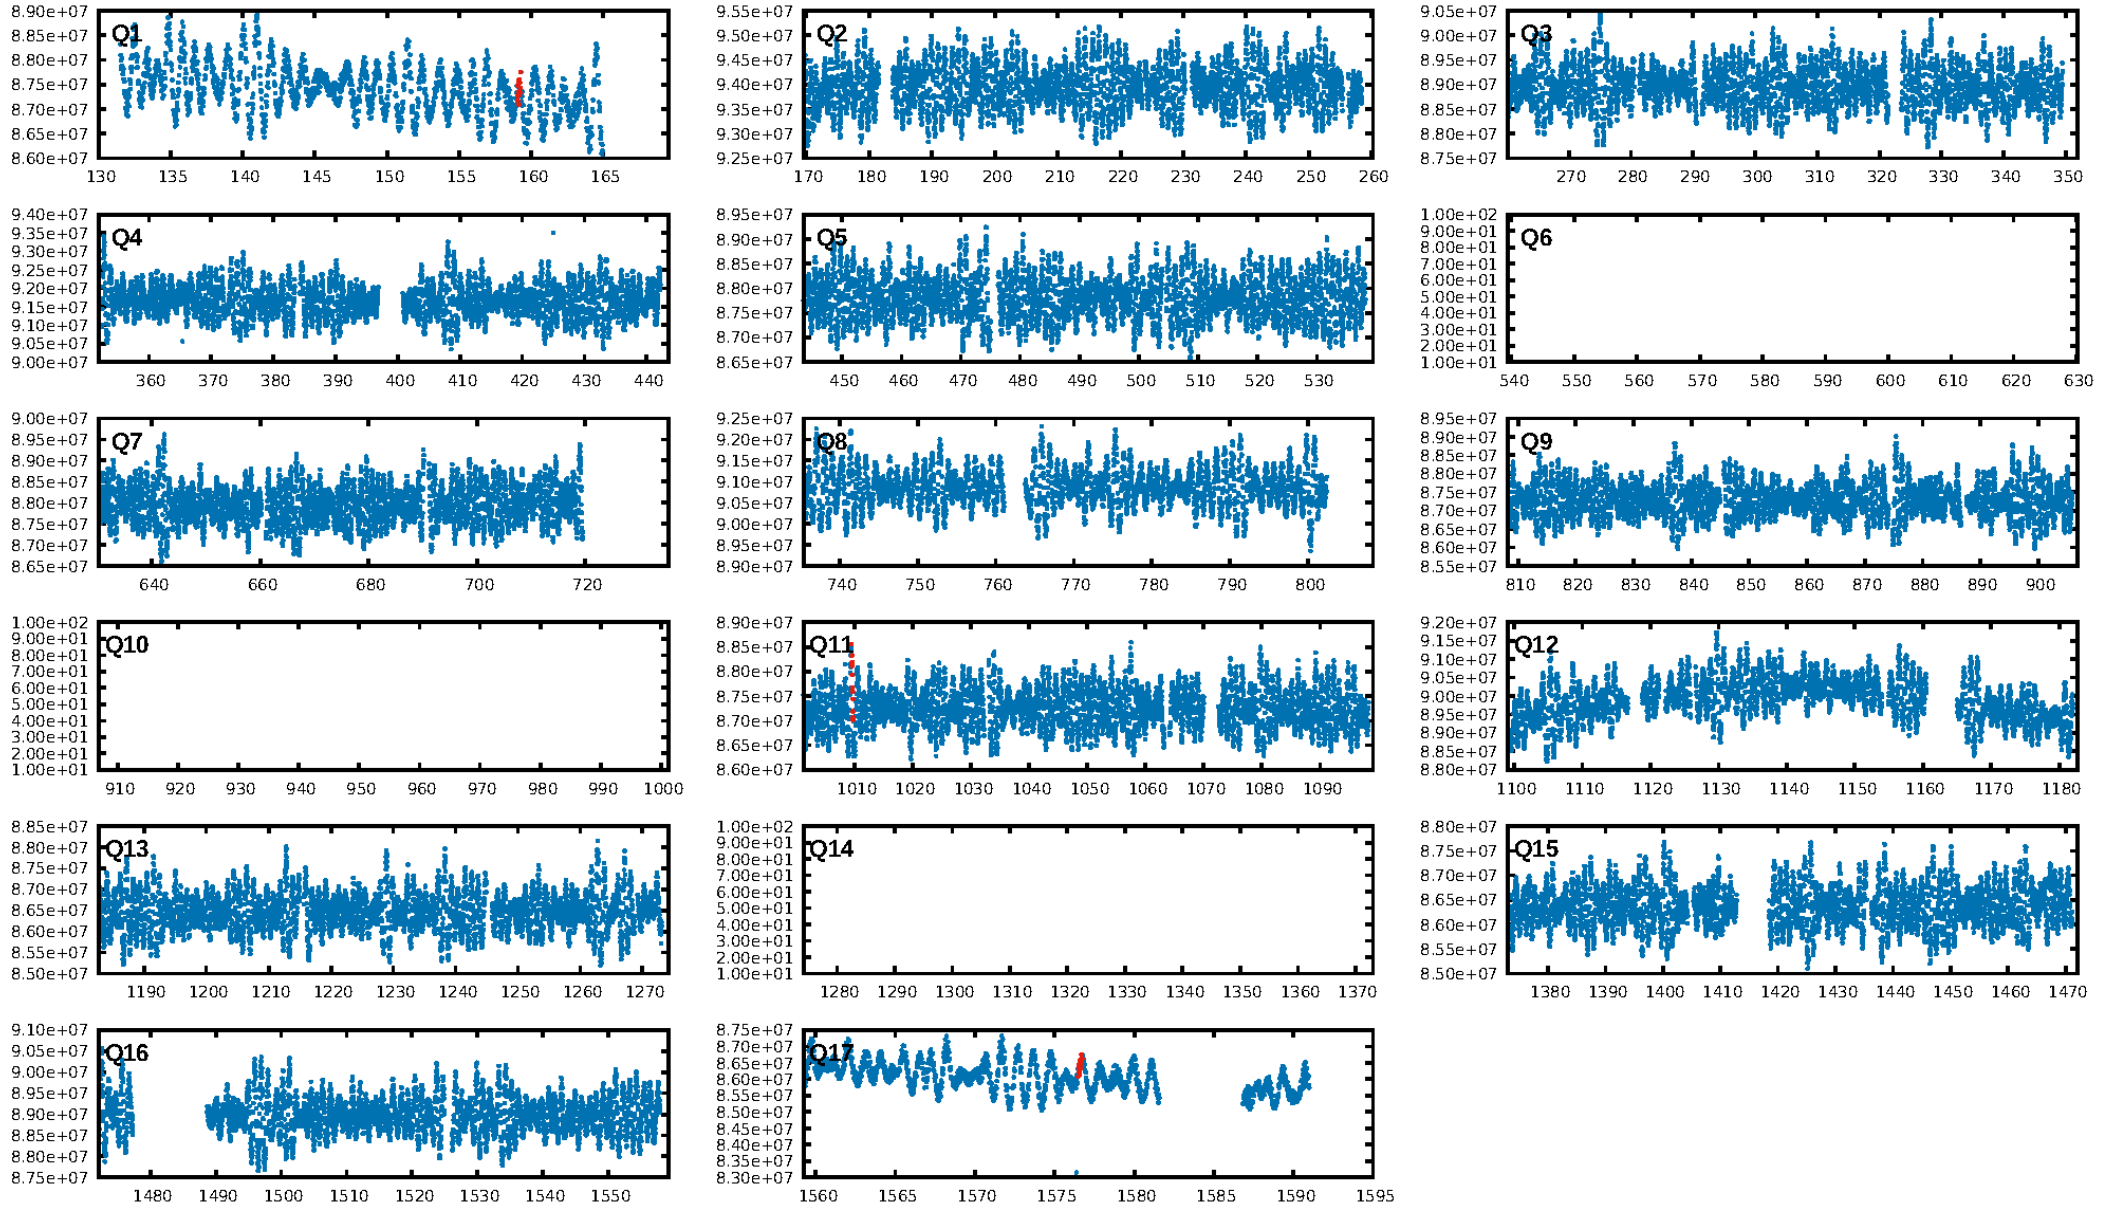 Q1
8.90e+07
8.85e+07
8.80e+07
8.75e+07
8.70e+07
8.65e+07
8.60e+07
130 135 140 145 150 155 160 165
Q2
9.55e+07
9.50e+07
9.45e+07
9.40e+07
9.35e+07
9.30e+07
9.25e+07
170 180 190 200 210 220 230 240 250 260
Q3
9.05e+07
9.00e+07
8.95e+07
8.90e+07
8.85e+07
8.80e+07
8.75e+07
270 280 290 300 310 320 330 340 350
Q4
9.40e+07
9.35e+07
9.30e+07
9.25e+07
9.20e+07
9.15e+07
9.10e+07
9.05e+07
9.00e+07
360 370 380 390 400 410 420 430 440
Q5
8.95e+07
8.90e+07
8.85e+07
8.80e+07
8.75e+07
8.70e+07
8.65e+07
450 460 470 480 490 500 510 520 530
Q6
1.00e+02
9.00e+01
8.00e+01
7.00e+01
6.00e+01
5.00e+01
4.00e+01
3.00e+01
2.00e+01
1.00e+01
540 550 560 570 580 590 600 610 620 630
Q7
9.00e+07
8.95e+07
8.90e+07
8.85e+07
8.80e+07
8.75e+07
8.70e+07
8.65e+07
640 660 680 700 720
Q8
9.25e+07
9.20e+07
9.15e+07
9.10e+07
9.05e+07
9.00e+07
8.95e+07
8.90e+07
740 750 760 770 780 790 800
Q9
8.95e+07
8.90e+07
8.85e+07
8.80e+07
8.75e+07
8.70e+07
8.65e+07
8.60e+07
8.55e+07
810 820 830 840 850 860 870 880 890 900
Q10
1.00e+02
9.00e+01
8.00e+01
7.00e+01
6.00e+01
5.00e+01
4.00e+01
3.00e+01
2.00e+01
1.00e+01
910 920 930 940 950 960 970 980 990 1000
Q11
8.90e+07
8.85e+07
8.80e+07
8.75e+07
8.70e+07
8.65e+07
8.60e+07
1010 1020 1030 1040 1050 1060 1070 1080 1090
Q12
9.20e+07
9.15e+07
9.10e+07
9.05e+07
9.00e+07
8.95e+07
8.90e+07
8.85e+07
8.80e+07
1100 1110 1120 1130 1140 1150 1160 1170 1180
Q13
8.85e+07
8.80e+07
8.75e+07
8.70e+07
8.65e+07
8.60e+07
8.55e+07
8.50e+07
1190 1200 1210 1220 1230 1240 1250 1260 1270
Q14
1.00e+02
9.00e+01
8.00e+01
7.00e+01
6.00e+01
5.00e+01
4.00e+01
3.00e+01
2.00e+01
1.00e+01
1280 1290 1300 1310 1320 1330 1340 1350 1360 1370
Q15
8.80e+07
8.75e+07
8.70e+07
8.65e+07
8.60e+07
8.55e+07
8.50e+07
1380 1390 1400 1410 1420 1430 1440 1450 1460 1470
Q16
9.10e+07
9.05e+07
9.00e+07
8.95e+07
8.90e+07
8.85e+07
8.80e+07
8.75e+07
1480 1490 1500 1510 1520 1530 1540 1550
Q17
8.75e+07
8.70e+07
8.65e+07
8.60e+07
8.55e+07
8.50e+07
8.45e+07
8.40e+07
8.35e+07
8.30e+07
1560 1565 1570 1575 1580 1585 1590 1595